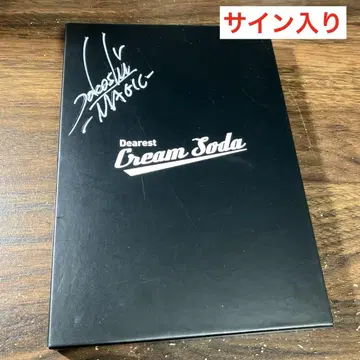 サイン入り
-MAGIC-
Dearest
Cream Soda